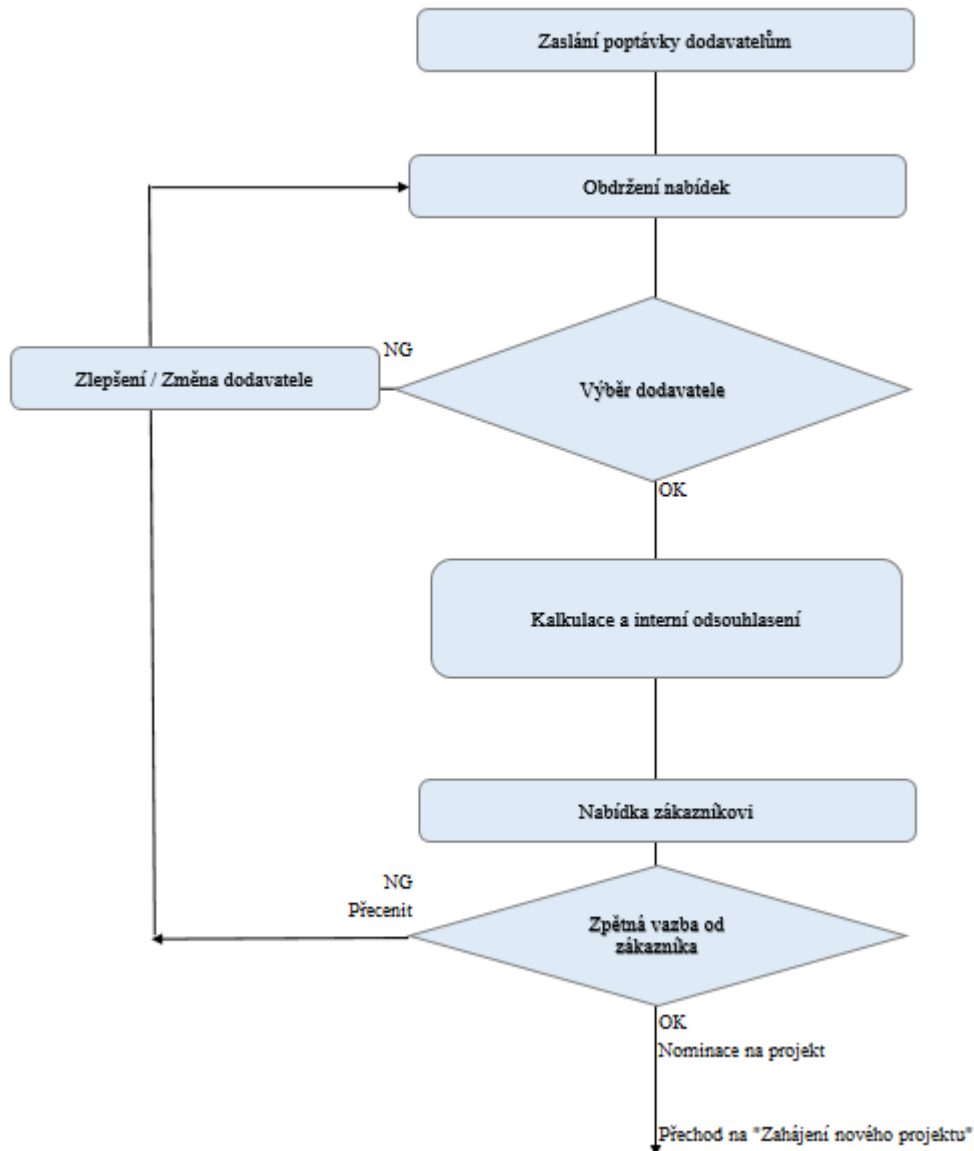 Zaslání poptávky dodavatelům
Obdržení nabídek
NG
Zlepšení / Změna dodavatele
Výběr dodavatele
OK
Kalkulace a interní odsouhlasení
Nabídka zákazníkovi
NG
Přecenit
Zpětná vazba od
zákazníka
OK
Nominace na projekt
Přechod na "Zahájení nového projektu"